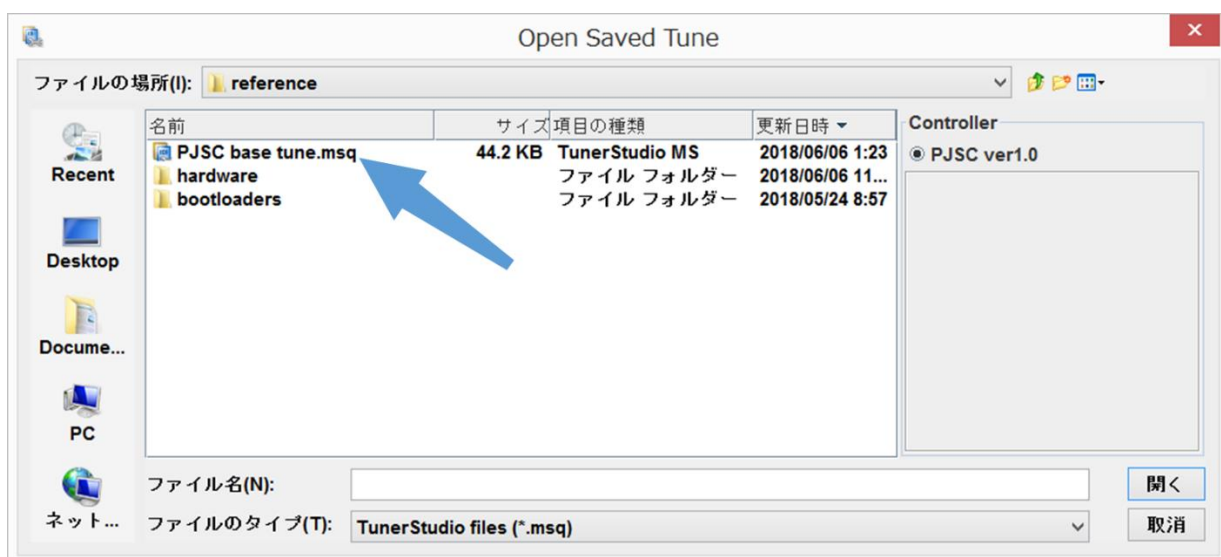 Open Saved Tune
ファイルの場所(I): reference
名前 サイズ 項目の種類 更新日時
PJSC base tune.msq 44.2 KB TunerStudio MS 2018/06/06 1:23
hardware ファイル フォルダー 2018/06/06 11...
bootloaders ファイル フォルダー 2018/05/24 8:57
Controller
PJSC ver1.0
Recent
Desktop
Docume...
PC
ネット...
ファイル名(N):
ファイルのタイプ(T): TunerStudio files (*.msq)
開く
取消